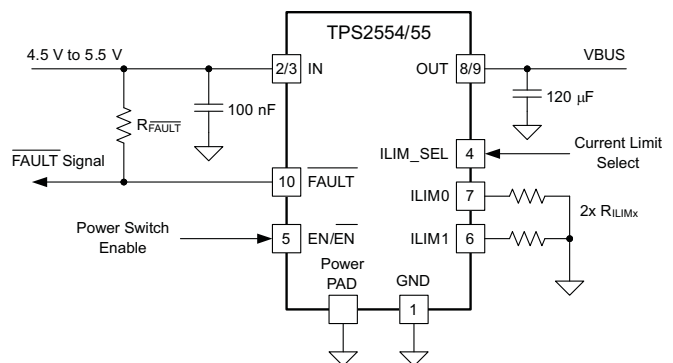 TPS2554/55
4.5 V to 5.5 V
2/3 IN
OUT 8/9
VBUS
100 nF
120 μF
RFAULT
FAULT Signal
ILIM_SEL 4
Current Limit
Select
10 FAULT
ILIM0 7
2x RILIMx
Power Switch
Enable
5 EN/EN
ILIM1 6
Power
PAD
GND
1